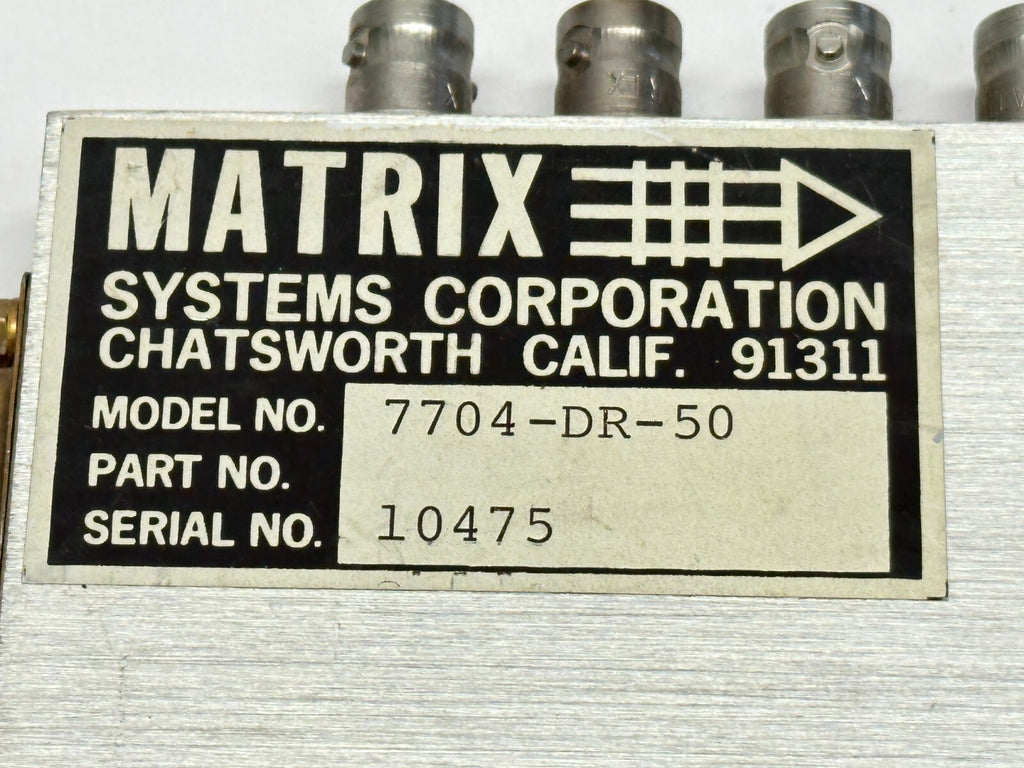 MATRIX
SYSTEMS CORPORATION
CHATSWORTH CALIF. 91311
MODEL NO. 7704-DR-50
PART NO.
SERIAL NO. 10475